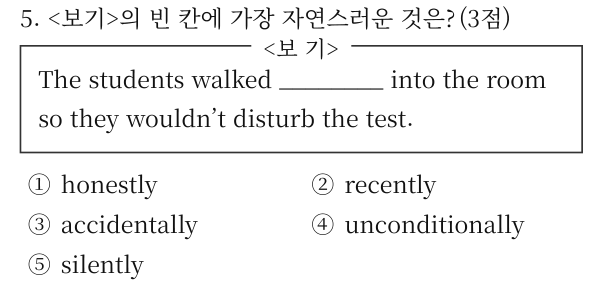 5. <보기>의 빈 칸에 가장 자연스러운 것은?(3점)
<보 기>
The students walked ________ into the room
so they wouldn’t disturb the test.
① honestly ② recently
③ accidentally ④ unconditionally
⑤ silently